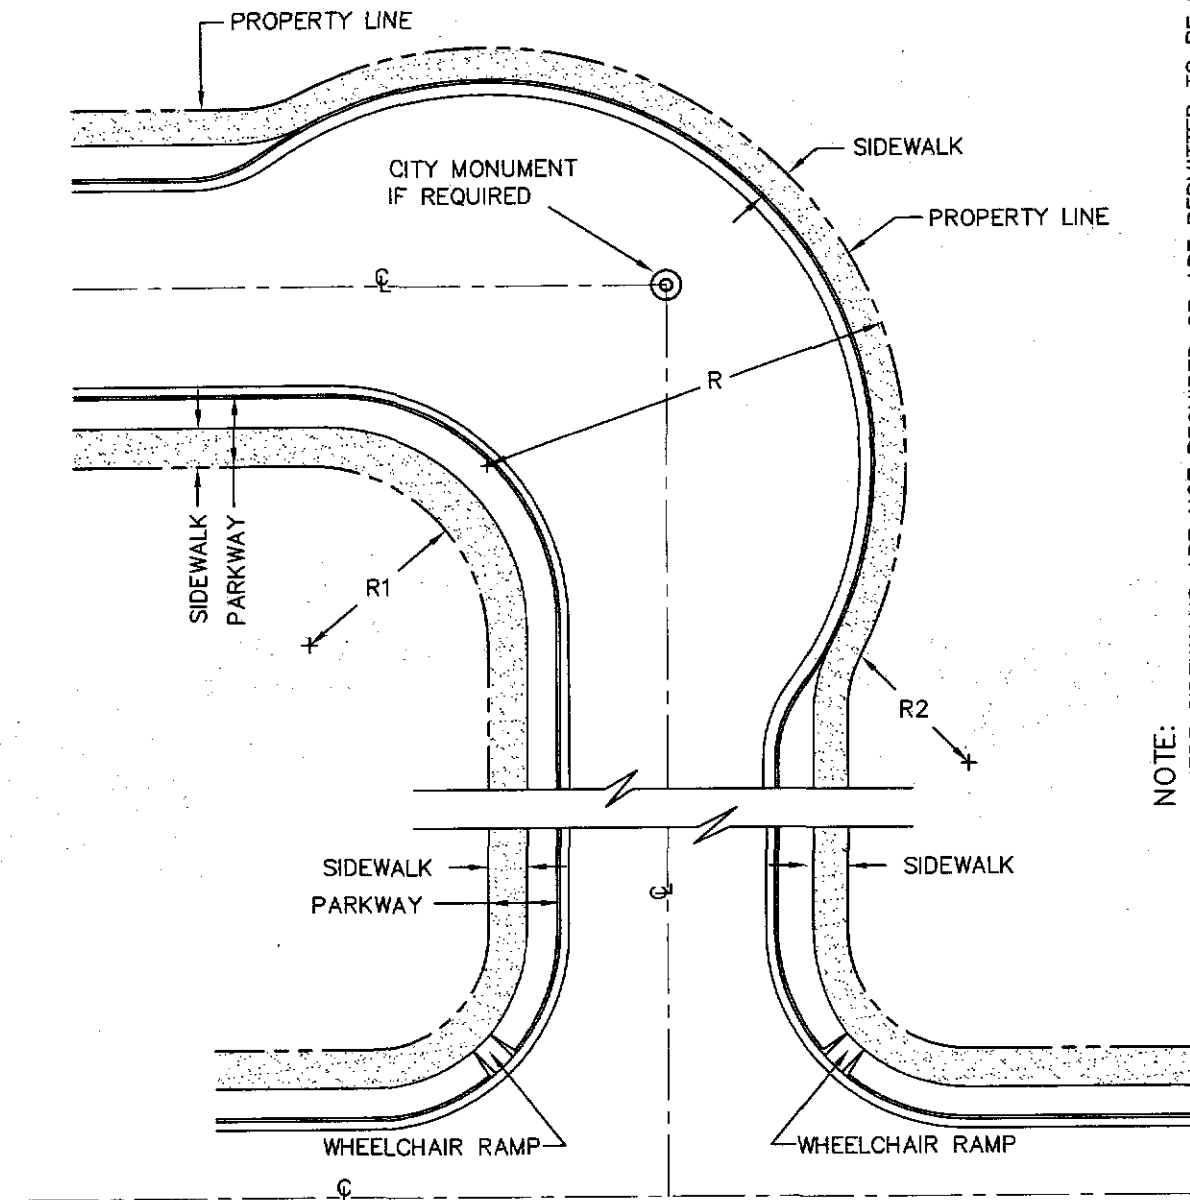 PROPERTY LINE
SIDEWALK
CITY MONUMENT
IF REQUIRED
PROPERTY LINE
℄
R
SIDEWALK
PARKWAY
R1
R2
NOTE:
SIDEWALK
SIDEWALK
PARKWAY
℄
WHEELCHAIR RAMP
WHEELCHAIR RAMP
℄